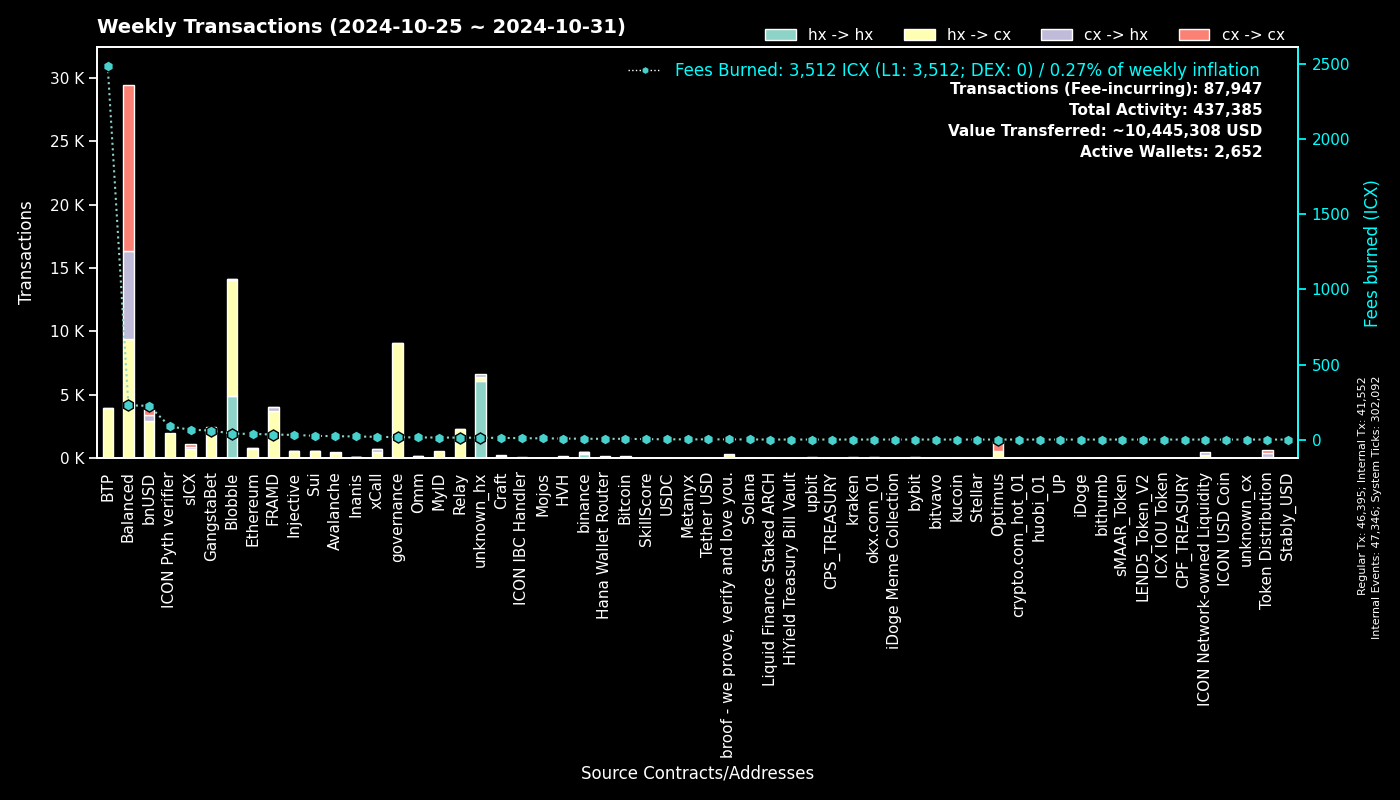 Weekly Transactions (2024-10-25 ~ 2024-10-31)
hx -> hx
hx -> cx
cx -> hx
cx -> cx
Fees Burned: 3,512 ICX (L1: 3,512; DEX: 0) / 0.27% of weekly inflation
Transactions (Fee-incurring): 87,947
Total Activity: 437,385
Value Transferred: ~10,445,308 USD
Active Wallets: 2,652
Transactions
30 K
25 K
20 K
15 K
10 K
5 K
0 K
2500
2000
1500
1000
500
0
Fees burned (ICX)
BTP
Balanced
bnUSD
ICON Pyth verifier
sICX
GangstaBet
Blobble
Ethereum
FRAMD
Injective
Sui
Avalanche
Inanis
xCall
governance
Omm
MyID
Relay
unknown_hx
Craft
ICON IBC Handler
Mojos
HVH
binance
Hana Wallet Router
Bitcoin
SkillScore
USDC
Metanyx
Tether USD
broof - we prove, verify and love you.
Solana
Liquid Finance Staked ARCH
HiYield Treasury Bill Vault
upbit
CPS_TREASURY
kraken
okx.com_01
iDoge Meme Collection
bybit
bitvavo
kucoin
Stellar
Optimus
crypto.com_hot_01
huobi_01
UP
iDoge
bithumb
sMAAR_Token
LEND5_Token_V2
ICX IOU Token
CPF_TREASURY
ICON Network-owned Liquidity
ICON USD Coin
unknown_cx
Token Distribution
Stably_USD
Source Contracts/Addresses
Regular Tx: 46,395; Internal Tx: 41,552
Internal Events: 47,346; System Ticks: 302,092